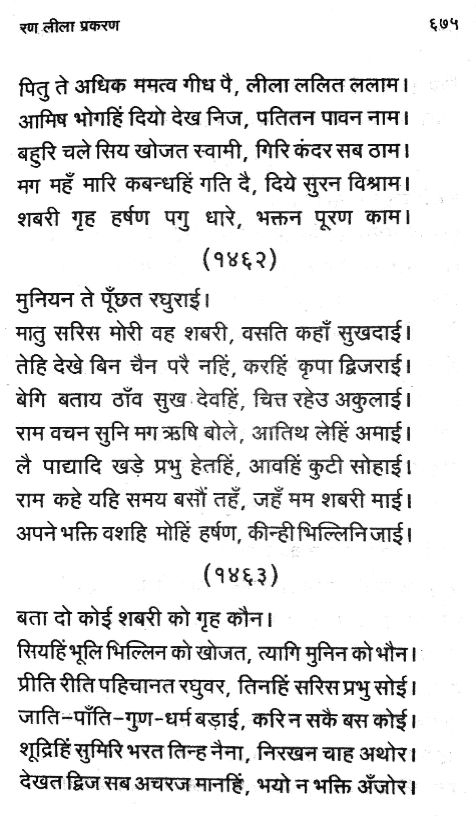 रण लीला प्रकरण ६७५
पितु ते अधिक ममत्व गीध पै, लीला ललित ललाम।
आमिष भोगहिं दियो देख निज, पतितन पावन नाम।
बहुरि चले सिय खोजत स्वामी, गिरि कंदर सब ठाम।
मग महँ मारि कबन्धहिं गति दै, दिये सुरन विश्राम।
शबरी गृह हर्षण पगु धारे, भक्तन पूरण काम।
(१४६२)
मुनियन ते पूँछत रघुराई।
मातु सरिस मोरी वह शबरी, वसति कहाँ सुखदाई।
तेहि देखे बिन चैन परै नहिं, करहिं कृपा द्विजराई।
बेगि बताय ठाँव सुख देवहिं, चित्त रहेउ अकुलाई।
राम वचन सुनि मग ऋषि बोले, आतिथ लेहिं अमाई।
लै पाद्यादि खड़े प्रभु हेतहिं, आवहिं कुटी सोहाई।
राम कहे यहि समय बसौं तहँ, जहँ मम शबरी माई।
अपने भक्ति वशहि मोहिं हर्षण, कीन्ही भिल्लिनि जाई।
(१४६३)
बता दो कोई शबरी को गृह कौन।
सियहिं भूलि भिल्लिन को खोजत, त्यागि मुनिन को भौन।
प्रीति रीति पहिचानत रघुवर, तिनहिं सरिस प्रभु सोई।
जाति-पाँति-गुण-धर्म बड़ाई, करि न सकै बस कोई।
शूद्रिहिं सुमिरि भरत तिन्ह नैना, निरखन चाह अथोर।
देखत द्विज सब अचरज मानहिं, भयो न भक्ति अँजोर।